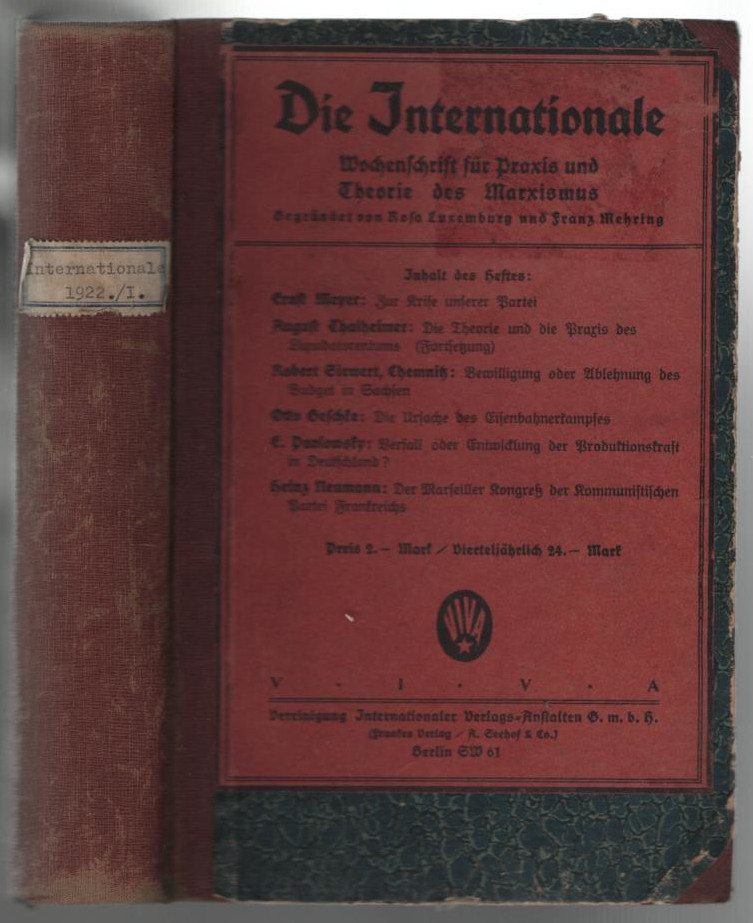 Internationale
1922./I.
Die Internationale
Wochenschrift für Praxis und
Theorie des Marxismus
Begründet von Rosa Luxemburg und Franz Mehring
Inhalt des Heftes:
Ernst Meyer: Zur Krise unserer Partei
August Thalheimer: Die Theorie und die Praxis des
Liquidatorentums (Fortsetzung)
Robert Siewert, Chemnitz: Bewilligung oder Ablehnung des
Budget in Sachsen
Otto Geschke: Die Ursache des Eisenbahnerkampfes
E. Pawlowsky: Verfall oder Entwicklung der Produktionskraft
in Deutschland?
Heinz Neumann: Der Marseiller Kongreß der Kommunistischen
Partei Frankreichs
Preis 2.— Mark / Vierteljährlich 24.— Mark
VIVA
V · I · V · A
Vereinigung Internationaler Verlags-Anstalten G. m. b. H.
(Frankes Verlag / A. Seehof & Co.)
Berlin SW 61